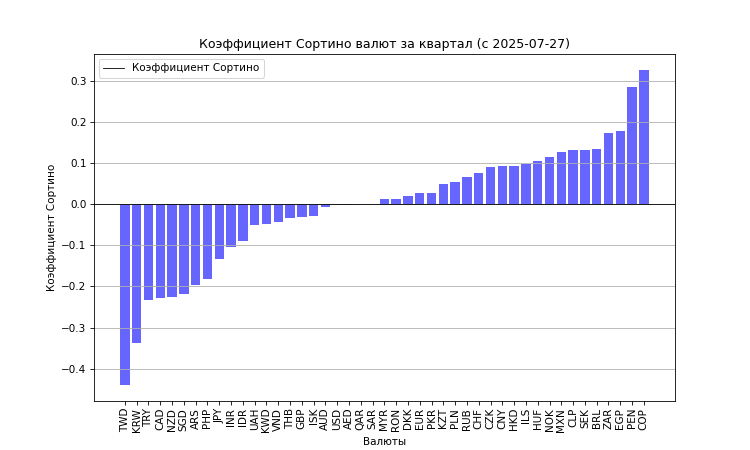 Коэффициент Сортино валют за квартал (с 2025-07-27)
Коэффициент Сортино
Коэффициент Сортино
0.3
0.2
0.1
0.0
−0.1
−0.2
−0.3
−0.4
TWD KRW TRY CAD NZD SGD ARS PHP JPY INR IDR UAH KWD VND THB GBP ISK AUD USD AED QAR SAR MYR RON DKK EUR PKR KZT PLN RUB CHF CZK CNY HKD ILS HUF NOK MXN CLP SEK BRL ZAR EGP PEN COP
Валюты